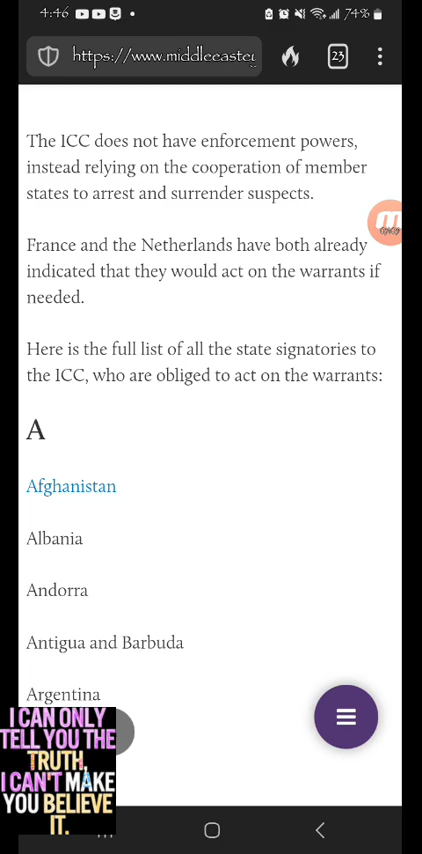 4:46
74%
https://www.middleeaste
23
The ICC does not have enforcement powers,
instead relying on the cooperation of member
states to arrest and surrender suspects.
France and the Netherlands have both already
indicated that they would act on the warrants if
needed.
Here is the full list of all the state signatories to
the ICC, who are obliged to act on the warrants:
A
Afghanistan
Albania
Andorra
Antigua and Barbuda
Argentina
I CAN ONLY
TELL YOU THE
TRUTH,
I CAN'T MAKE
YOU BELIEVE
IT.